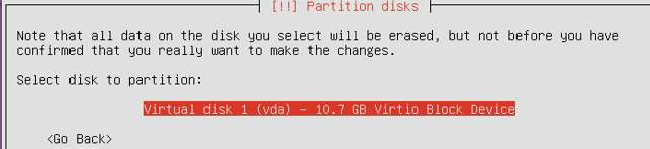 [!!] Partition disks
Note that all data on the disk you select will be erased, but not before you have
confirmed that you really want to make the changes.
Select disk to partition:
Virtual disk 1 (vda) - 10.7 GB Virtio Block Device
<Go Back>